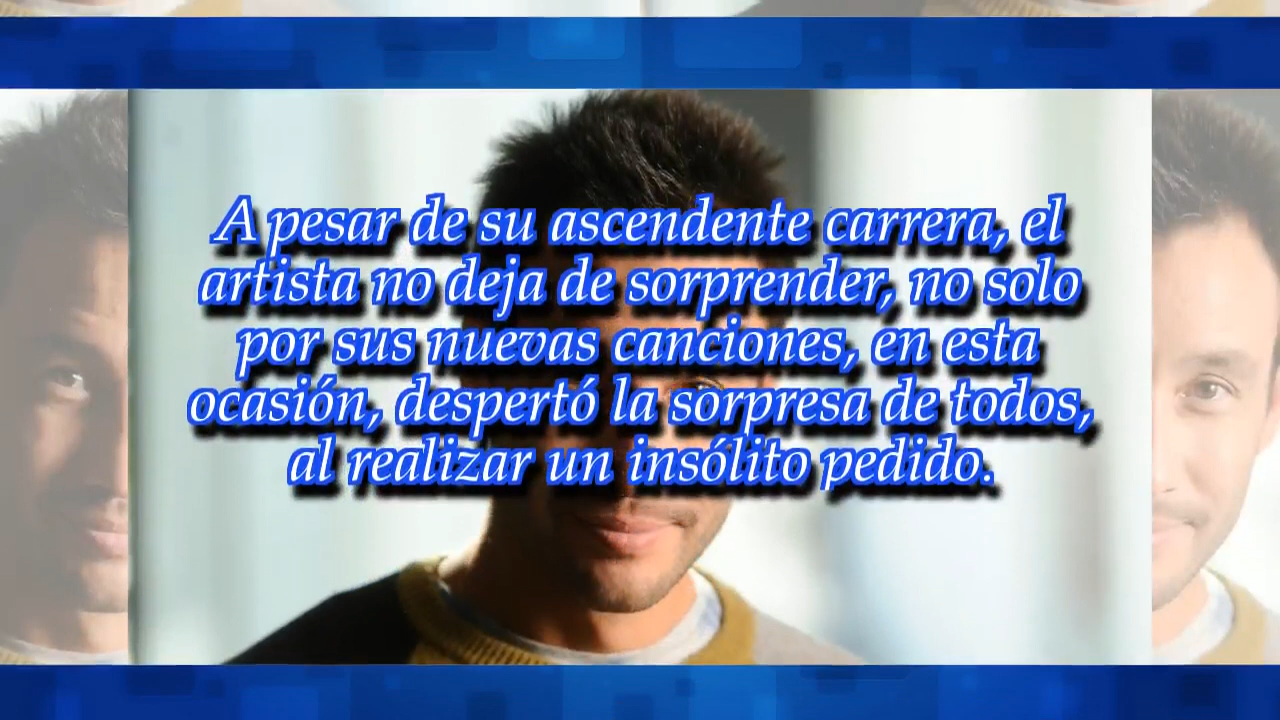 A pesar de su ascendente carrera, el
artista no deja de sorprender, no solo
por sus nuevas canciones, en esta
ocasión, despertó la sorpresa de todos,
al realizar un insólito pedido.